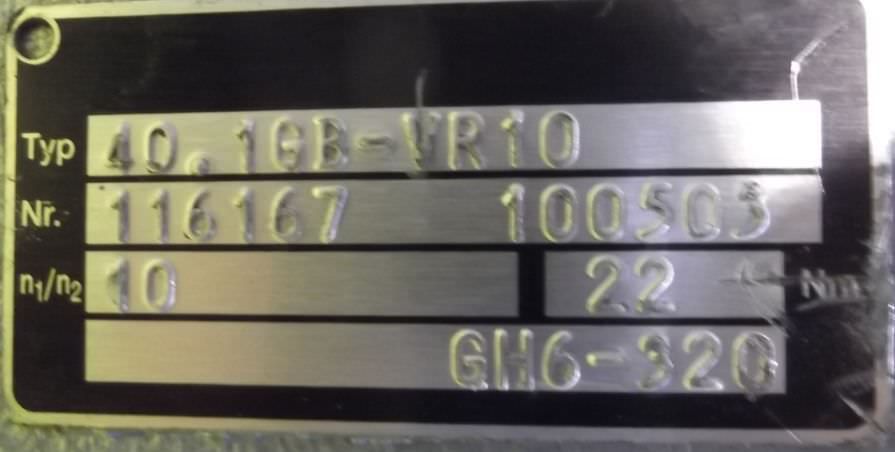 Typ 40.1GB-VR10
Nr. 116167 100503
n₁/n₂ 10 22 Nm
GH6-320